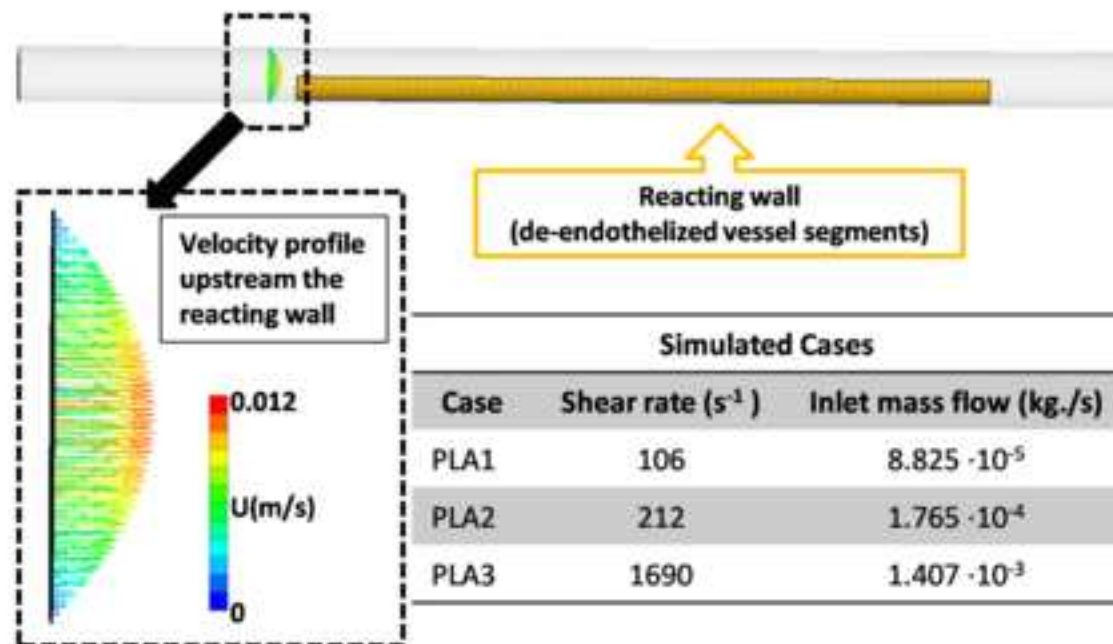 Reacting wall
(de-endothelized vessel segments)
Velocity profile
upstream the
reacting wall
0.012
U(m/s)
0
Simulated Cases
Case Shear rate (s⁻¹ ) Inlet mass flow (kg./s)
PLA1 106 8.825 ·10⁻⁵
PLA2 212 1.765 ·10⁻⁴
PLA3 1690 1.407 ·10⁻³